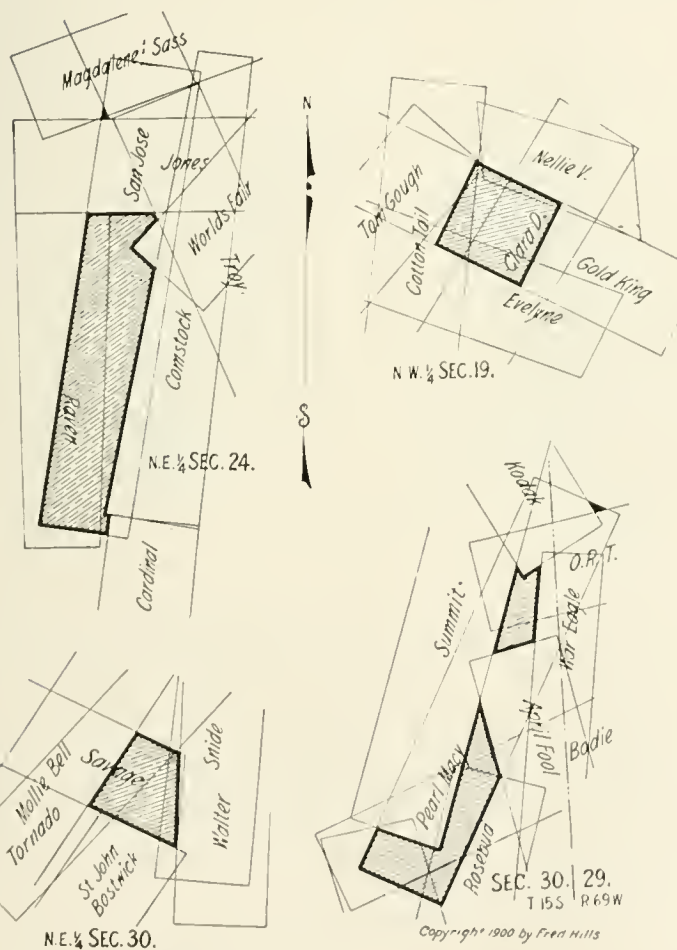 Magdalene: Sass
San Jose
Jones
Worlds Fair
Troy
Comstock
Raven
N.E. ¼ SEC. 24.
Cardinal
N
S
Nellie V.
Tom Gough
Cotton Tail
Clara D.
Gold King
Evelyne
N W. ¼ SEC. 19.
Kodak
O.R.T.
Summit.
War Eagle
April Fool
Badie
Pearl Macy
Rosebud
SEC. 30. 29.
T 15 S R 69 W
Copyright 1900 by Fred Hills
Mollie Bell
Savage
Tornado
Snide
Walter
St John
Bostwick
N.E. ¼ SEC. 30.